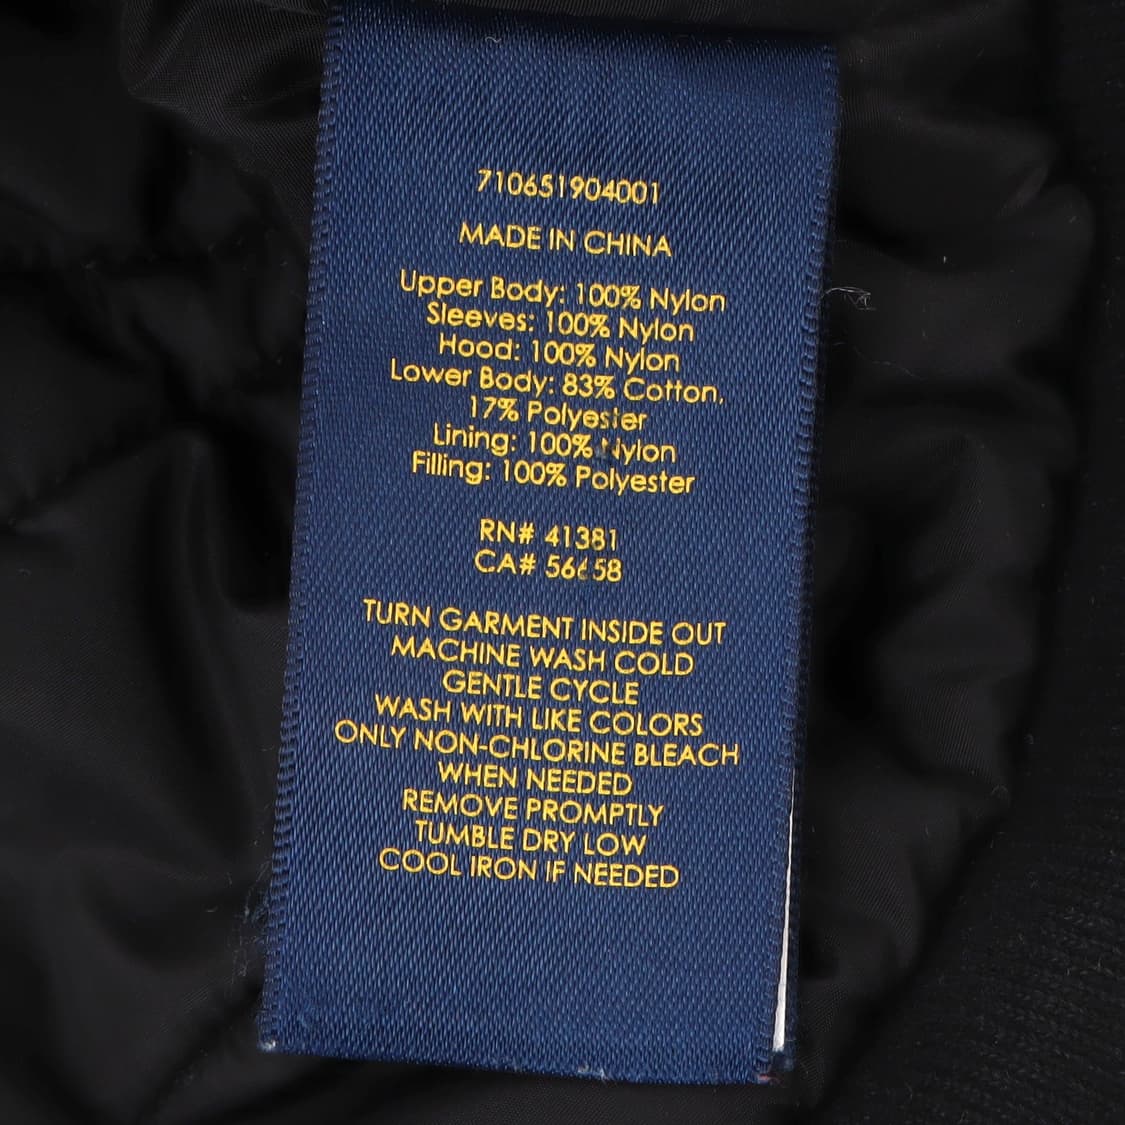 710651904001
MADE IN CHINA
Upper Body: 100% Nylon
Sleeves: 100% Nylon
Hood: 100% Nylon
Lower Body: 83% Cotton,
17% Polyester
Lining: 100% Nylon
Filling: 100% Polyester
RN# 41381
CA# 56658
TURN GARMENT INSIDE OUT
MACHINE WASH COLD
GENTLE CYCLE
WASH WITH LIKE COLORS
ONLY NON-CHLORINE BLEACH
WHEN NEEDED
REMOVE PROMPTLY
TUMBLE DRY LOW
COOL IRON IF NEEDED